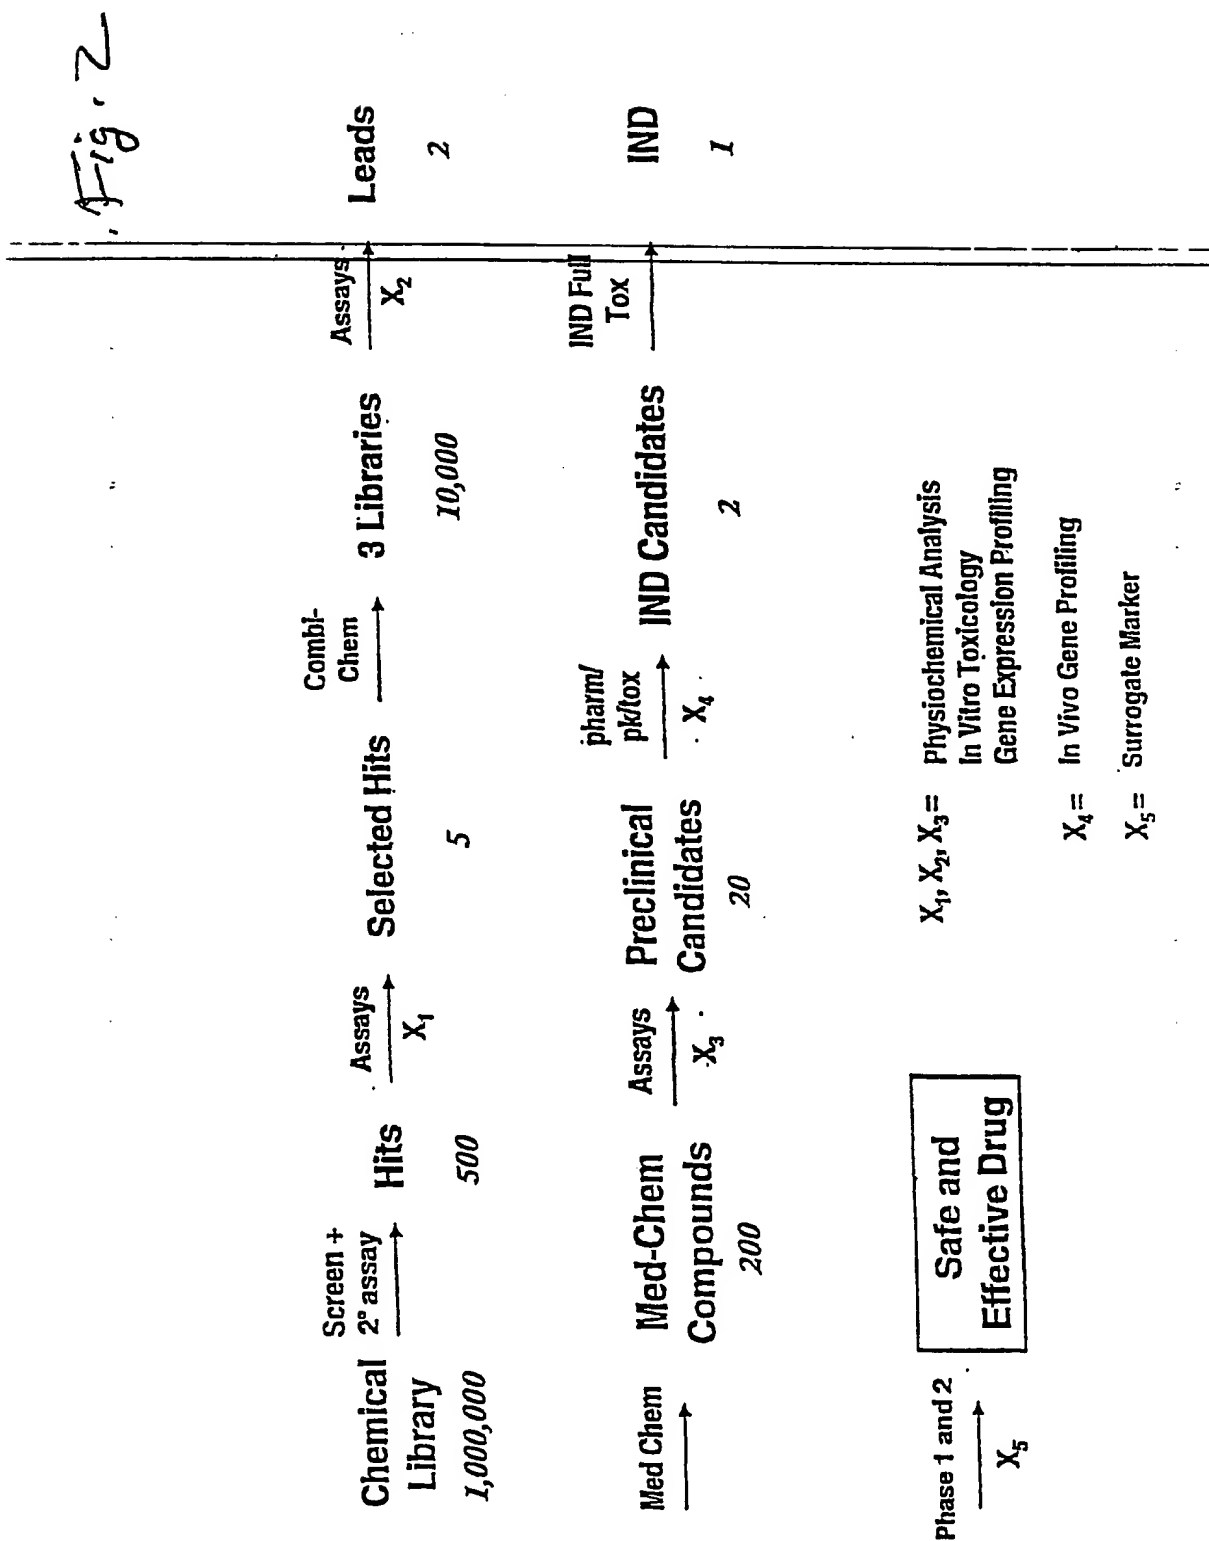 Fig. 2
Screen +
2° assay
Assays
Combi-
Chem
Assays
Chemical
Library
Hits
Selected Hits
3 Libraries
Leads
X₁
X₂
1,000,000
500
5
10,000
2
Med Chem
Med-Chem
Compounds
Assays
X₃
Preclinical
Candidates
pharm/
pk/tox
X₄
IND Candidates
IND Full
Tox
IND
200
20
2
1
Phase 1 and 2
X₅
Safe and
Effective Drug
X₁, X₂, X₃= Physiochemical Analysis
In Vitro Toxicology
Gene Expression Profiling
X₄= In Vivo Gene Profiling
X₅= Surrogate Marker